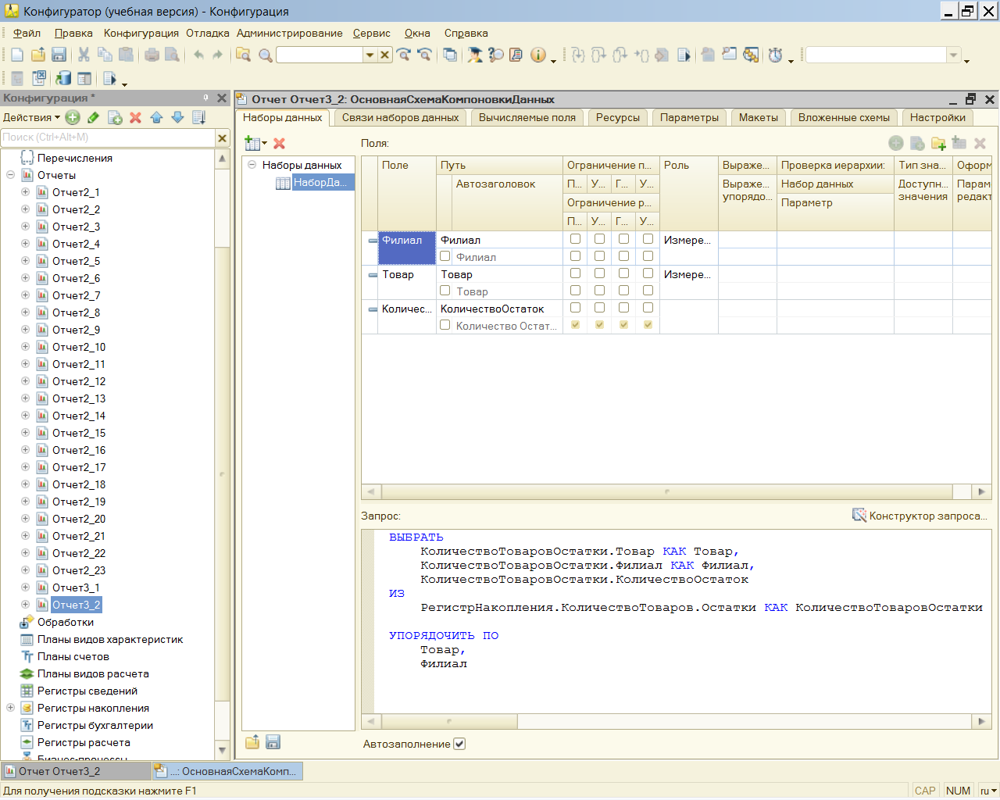 Конфигуратор (учебная версия) - Конфигурация
Файл Правка Конфигурация Отладка Администрирование Сервис Окна Справка
Конфигурация *
Действия
Поиск (Ctrl+Alt+M)
Перечисления
Отчеты
Отчет2_1
Отчет2_2
Отчет2_3
Отчет2_4
Отчет2_5
Отчет2_6
Отчет2_7
Отчет2_8
Отчет2_9
Отчет2_10
Отчет2_11
Отчет2_12
Отчет2_13
Отчет2_14
Отчет2_15
Отчет2_16
Отчет2_17
Отчет2_18
Отчет2_19
Отчет2_20
Отчет2_21
Отчет2_22
Отчет2_23
Отчет3_1
Отчет3_2
Обработки
Планы видов характеристик
Планы счетов
Планы видов расчета
Регистры сведений
Регистры накопления
Регистры бухгалтерии
Регистры расчета
Бизнес-процессы
Отчет Отчет3_2: ОсновнаяСхемаКомпоновкиДанных
Наборы данных Связи наборов данных Вычисляемые поля Ресурсы Параметры Макеты Вложенные схемы Настройки
Наборы данных
НаборДа...
Поля:
Поле Путь Ограничение п... Роль Выраже... Проверка иерархии: Тип зна... Оформ
Автозаголовок П... У... Г... У... Выраже... Набор данных Доступн... Парам
упорядо... значения редакт
Ограничение р... Параметр
П... У... Г... У...
Филиал Филиал Измере...
Филиал
Товар Товар Измере...
Товар
Количес... КоличествоОстаток
Количество Остат...
Запрос: Конструктор запроса...
ВЫБРАТЬ
КоличествоТоваровОстатки.Товар КАК Товар,
КоличествоТоваровОстатки.Филиал КАК Филиал,
КоличествоТоваровОстатки.КоличествоОстаток
ИЗ
РегистрНакопления.КоличествоТоваров.Остатки КАК КоличествоТоваровОстатки
УПОРЯДОЧИТЬ ПО
Товар,
Филиал
Автозаполнение
Отчет Отчет3_2 ...: ОсновнаяСхемаКомп...
Для получения подсказки нажмите F1 CAP NUM ru